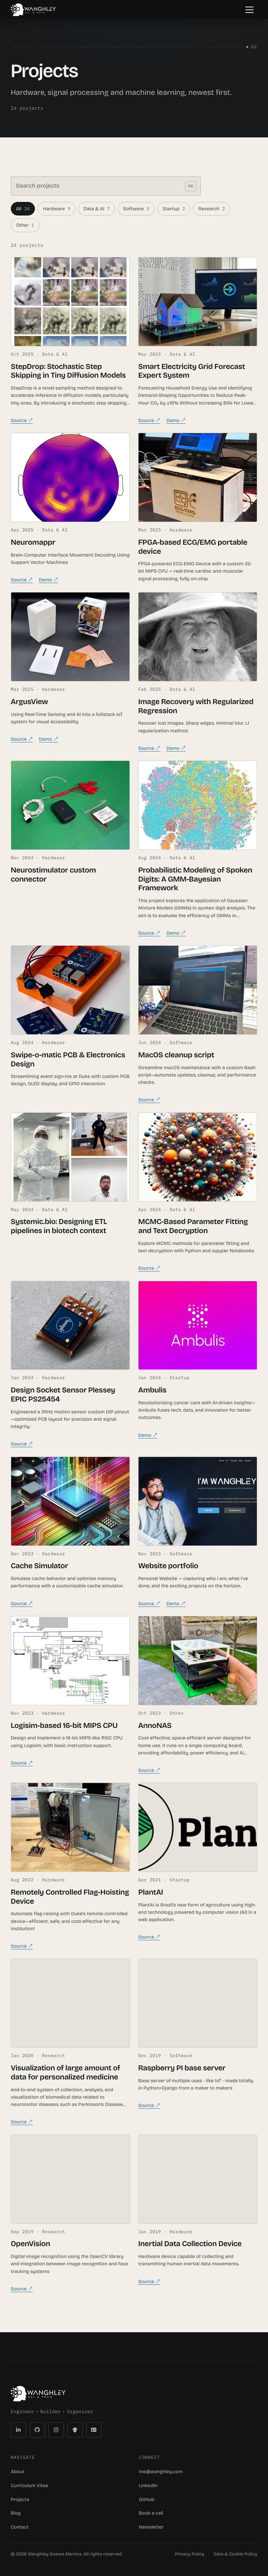 WANGHLEY
Projects
Hardware, signal processing and machine learning, newest first.
24 projects
Search projects
All 24
Hardware 9
Data & AI 7
Software 3
Startup 2
Research 2
Other 1
24 projects
Oct 2025 · Data & AI
StepDrop: Stochastic Step
Skipping in Tiny Diffusion Models
StepDrop is a novel sampling method designed to
accelerate inference in diffusion models, particularly
tiny ones. By introducing a stochastic step skipping...
Source ↗
May 2025 · Data & AI
Smart Electricity Grid Forecast
Expert System
Forecasting Household Energy Use and Identifying
Demand-Shaping Opportunities to Reduce Peak-
Hour CO₂ by ≥15% Without Increasing Bills for Lowe...
Source ↗ Demo ↗
Apr 2025 · Data & AI
Neuromappr
Brain-Computer Interface Movement Decoding Using
Support Vector Machines
Source ↗ Demo ↗
Mar 2025 · Hardware
FPGA-based ECG/EMG portable
device
FPGA-powered ECG-EMG Device with a custom 32-
bit MIPS CPU — real-time cardiac and muscular
signal processing, fully on-chip.
Mar 2025 · Hardware
ArgusView
Using Real-Time Sensing and AI into a fullstack IoT
system for visual accessibility
Source ↗ Demo ↗
Feb 2025 · Data & AI
Image Recovery with Regularized
Regression
Recover lost images. Sharp edges, minimal blur. L1
regularization method.
Source ↗ Demo ↗
Dec 2024 · Hardware
Neurostimulator custom
connector
Aug 2024 · Data & AI
Probabilistic Modeling of Spoken
Digits: A GMM-Bayesian
Framework
This project explores the application of Gaussian
Mixture Models (GMMs) in spoken digit analysis. The
aim is to evaluate the efficiency of GMMs in...
Source ↗ Demo ↗
Aug 2024 · Hardware
Swipe-o-matic PCB & Electronics
Design
Streamlining event sign-ins at Duke with custom PCB
design, OLED display, and GPIO interaction
Jun 2024 · Software
MacOS cleanup script
Streamline macOS maintenance with a custom Bash
script—automate updates, cleanup, and performance
checks.
Source ↗
May 2024 · Data & AI
Systemic.bio: Designing ETL
pipelines in biotech context
Apr 2024 · Data & AI
MCMC-Based Parameter Fitting
and Text Decryption
Explore MCMC methods for parameter fitting and
text decryption with Python and Jupyter Notebooks
Source ↗
Jan 2024 · Hardware
Design Socket Sensor Plessey
EPIC PS25454
Engineered a 3kHz motion sensor custom DIP pinout
—optimized PCB layout for precision and signal
integrity.
Source ↗
Ambulis
Jan 2024 · Startup
Ambulis
Revolutionizing cancer care with AI-driven insights—
Ambulis fuses tech, data, and innovation for better
outcomes.
Demo ↗
Dec 2023 · Hardware
Cache Simulator
Simulate cache behavior and optimize memory
performance with a customizable cache simulator.
Source ↗
I'M WANGHLEY
Nov 2023 · Software
Website portfolio
Personal Website — capturing who I am, what I've
done, and the exciting projects on the horizon.
Source ↗ Demo ↗
Nov 2023 · Hardware
Logisim-based 16-bit MIPS CPU
Design and implement a 16-bit MIPS-like RISC CPU
using Logisim, with basic instruction support.
Source ↗
Oct 2023 · Other
AnnoNAS
Cost-effective, space-efficient server designed for
home use. It runs on a single computing board,
providing affordability, power efficiency, and AI...
Source ↗
Aug 2022 · Hardware
Remotely Controlled Flag-Hoisting
Device
Automate flag-raising with Duke's remote-controlled
device—efficient, safe, and cost-effective for any
institution!
Source ↗
Plan
Apr 2021 · Startup
PlantAI
PlantAI is Brazil's new form of agriculture using high-
end technology powered by computer vision (AI) in a
web application.
Source ↗
Jan 2020 · Research
Visualization of large amount of
data for personalized medicine
end-to-end system of collection, analysis, and
visualization of biomedical data related to
neuromotor diseases such as Parkinson's Disease...
Source ↗
Dec 2019 · Software
Raspberry PI base server
Base server of multiple uses - like IoT - made totally
in Python+Django from a maker to makers
Source ↗
Sep 2019 · Research
OpenVision
Digital image recognition using the OpenCV library
and integration between image recognition and face
tracking systems
Source ↗
Jan 2019 · Hardware
Inertial Data Collection Device
Hardware device capable of collecting and
transmitting human inertial data movements.
Source ↗
WANGHLEY
Engineer · Builder · Organizer
NAVIGATE
About
Curriculum Vitae
Projects
Blog
Contact
CONNECT
me@wanghley.com
LinkedIn
GitHub
Book a call
Newsletter
© 2026 Wanghley Soares Martins. All rights reserved.
Privacy Policy · Data & Cookie Policy